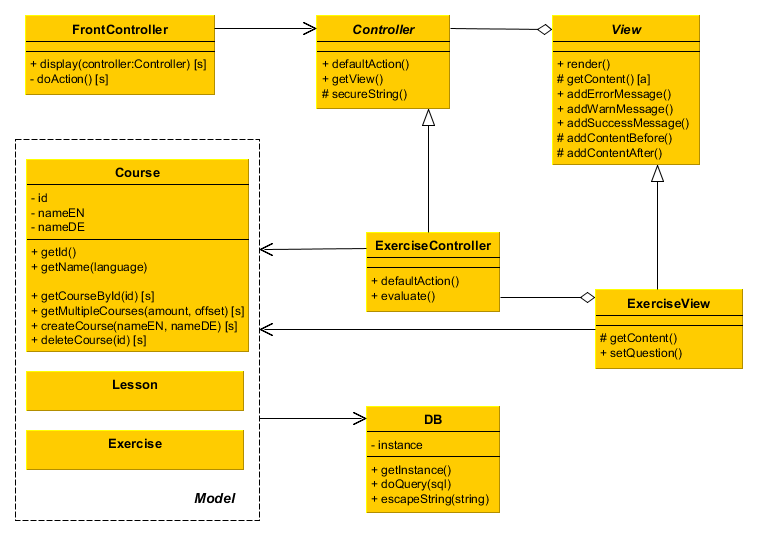 FrontController
+ display(controller:Controller) [s]
- doAction() [s]
Controller
+ defaultAction()
+ getView()
# secureString()
View
+ render()
# getContent() [a]
+ addErrorMessage()
+ addWarnMessage()
+ addSuccessMessage()
# addContentBefore()
# addContentAfter()
Course
- id
- nameEN
- nameDE
+ getId()
+ getName(language)
+ getCourseById(id) [s]
+ getMultipleCourses(amount, offset) [s]
+ createCourse(nameEN, nameDE) [s]
+ deleteCourse(id) [s]
ExerciseController
+ defaultAction()
+ evaluate()
ExerciseView
# getContent()
+ setQuestion()
Lesson
Exercise
Model
DB
- instance
+ getInstance()
+ doQuery(sql)
+ escapeString(string)